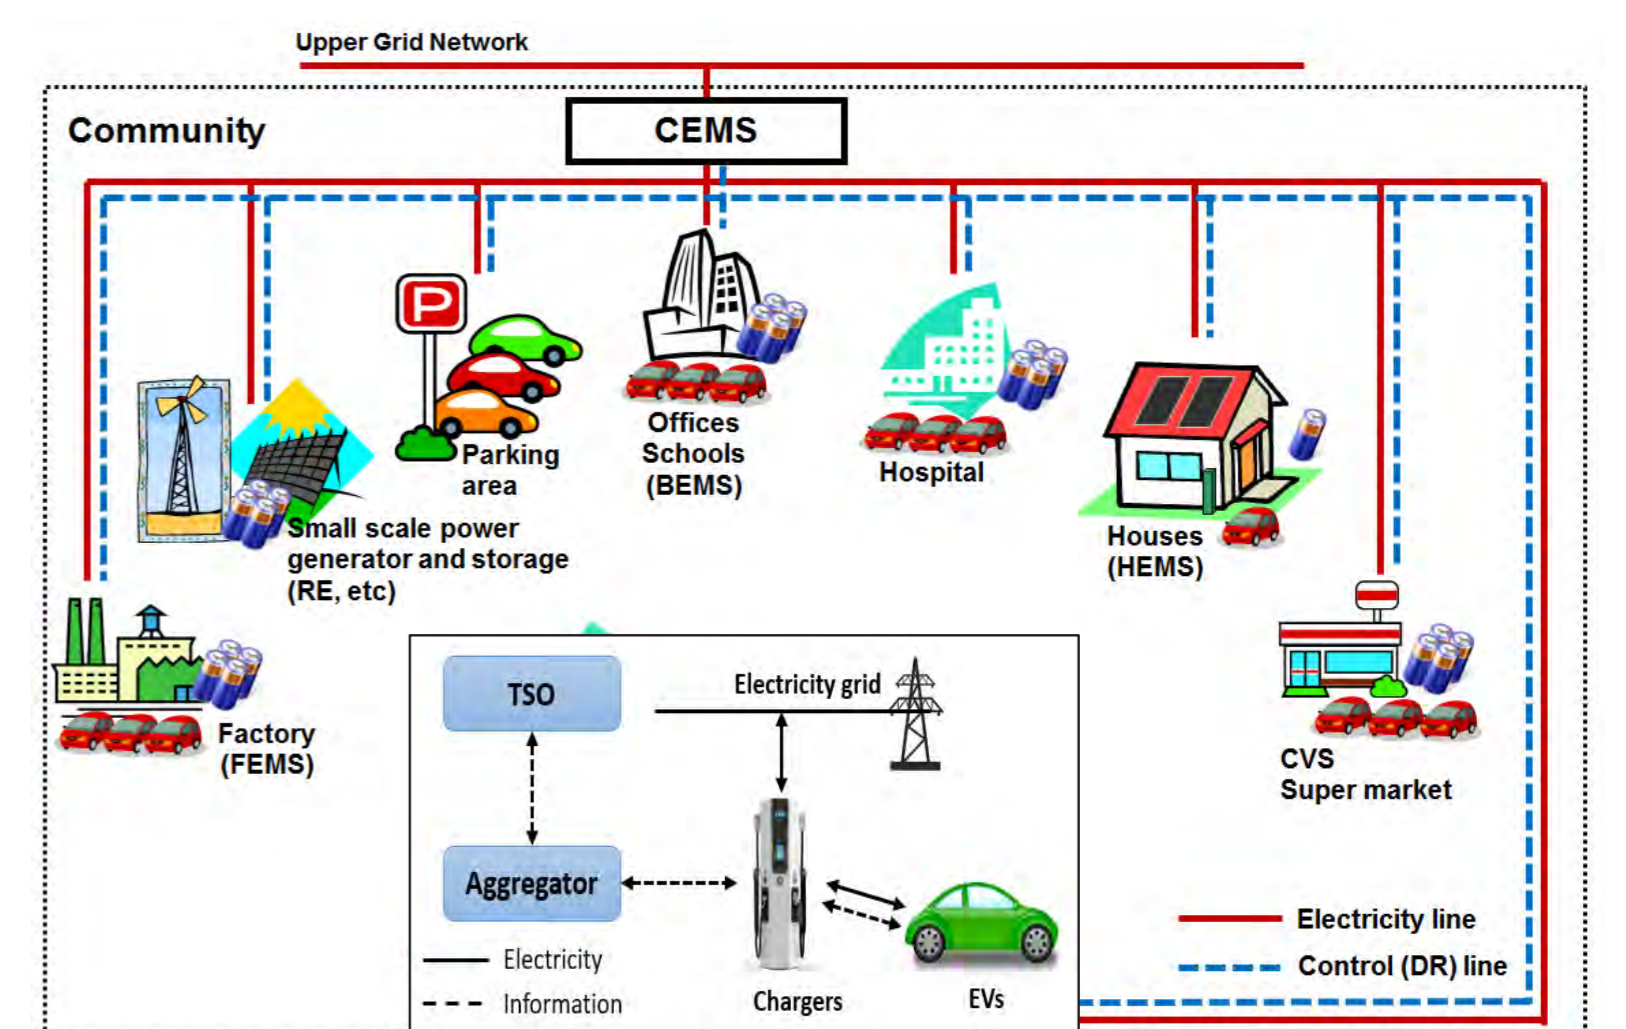 Upper Grid Network
Community
CEMS
P
Parking
area
Offices
Schools
(BEMS)
Hospital
Small scale power
generator and storage
(RE, etc)
Houses
(HEMS)
Factory
(FEMS)
CVS
Super market
TSO
Electricity grid
Aggregator
Electricity
Information
Chargers
EVs
Electricity line
Control (DR) line